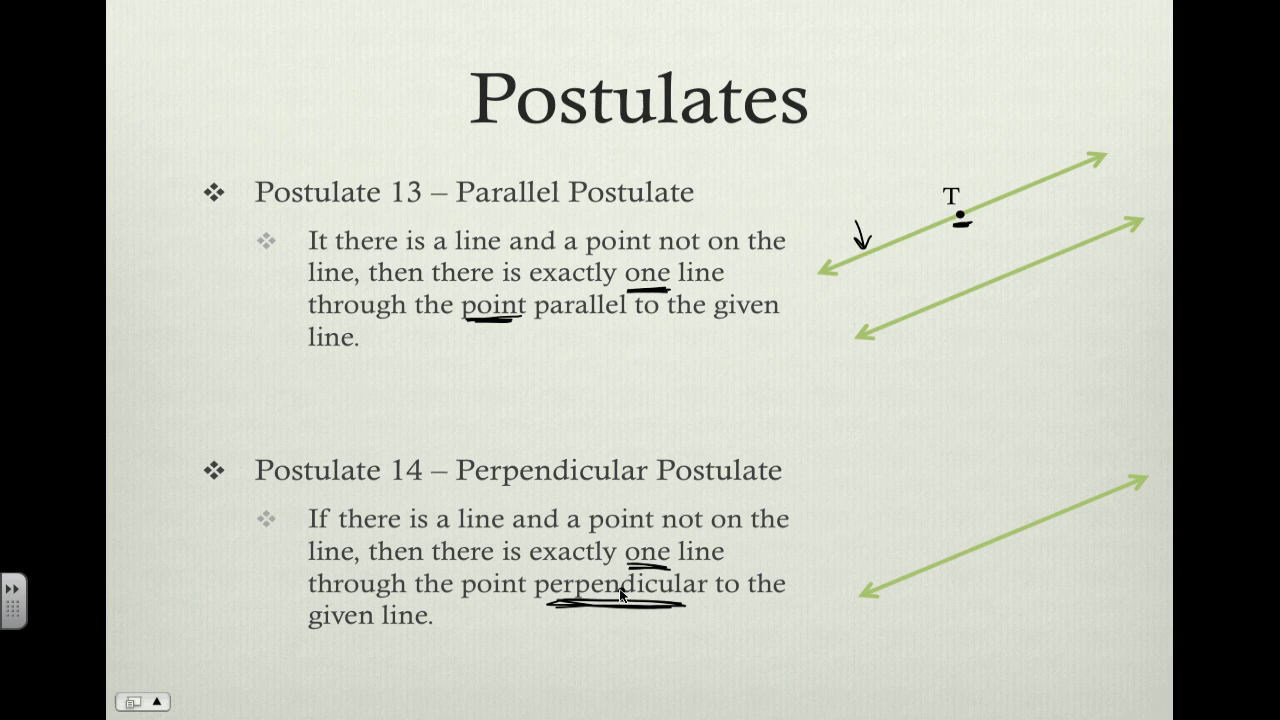 Postulates
Postulate 13 – Parallel Postulate
It there is a line and a point not on the
line, then there is exactly one line
through the point parallel to the given
line.
T
Postulate 14 – Perpendicular Postulate
If there is a line and a point not on the
line, then there is exactly one line
through the point perpendicular to the
given line.